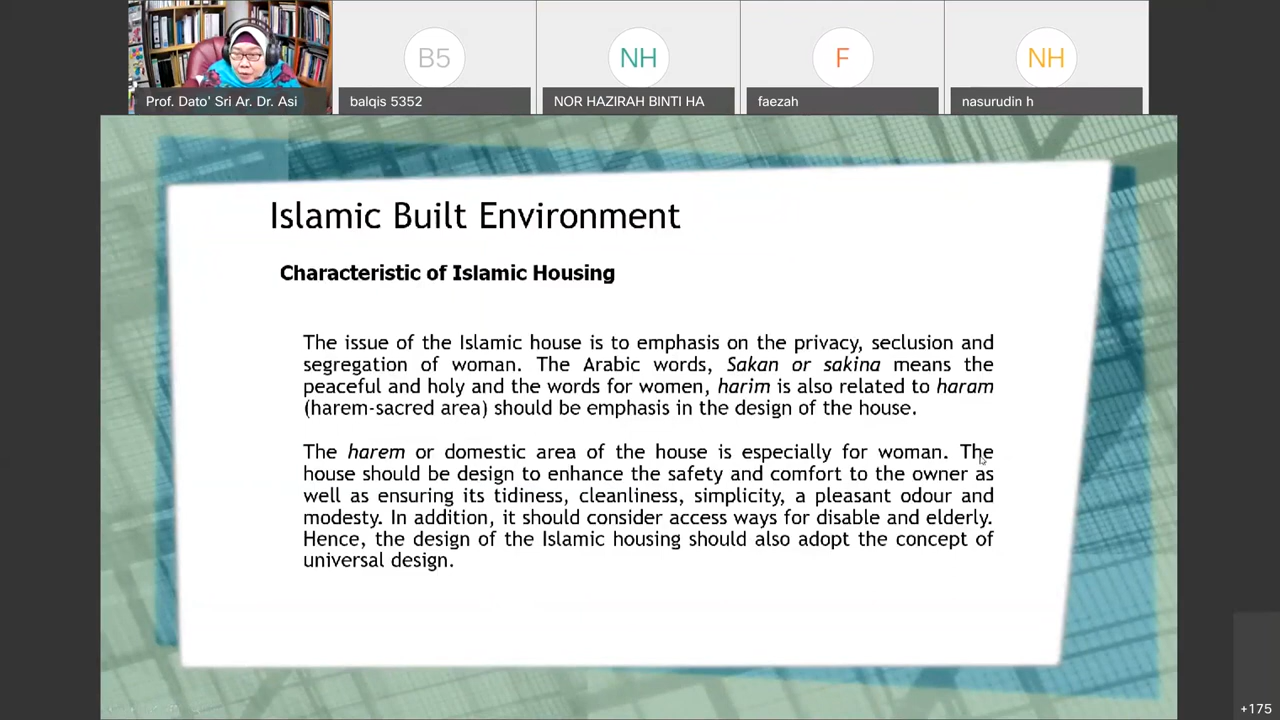 B5
NH
F
NH
Prof. Dato' Sri Ar. Dr. Asi
balqis 5352
NOR HAZIRAH BINTI HA
faezah
nasurudin h
Islamic Built Environment
Characteristic of Islamic Housing
The issue of the Islamic house is to emphasis on the privacy, seclusion and
segregation of woman. The Arabic words, Sakan or sakina means the
peaceful and holy and the words for women, harim is also related to haram
(harem-sacred area) should be emphasis in the design of the house.
The harem or domestic area of the house is especially for woman. The
house should be design to enhance the safety and comfort to the owner as
well as ensuring its tidiness, cleanliness, simplicity, a pleasant odour and
modesty. In addition, it should consider access ways for disable and elderly.
Hence, the design of the Islamic housing should also adopt the concept of
universal design.
+175